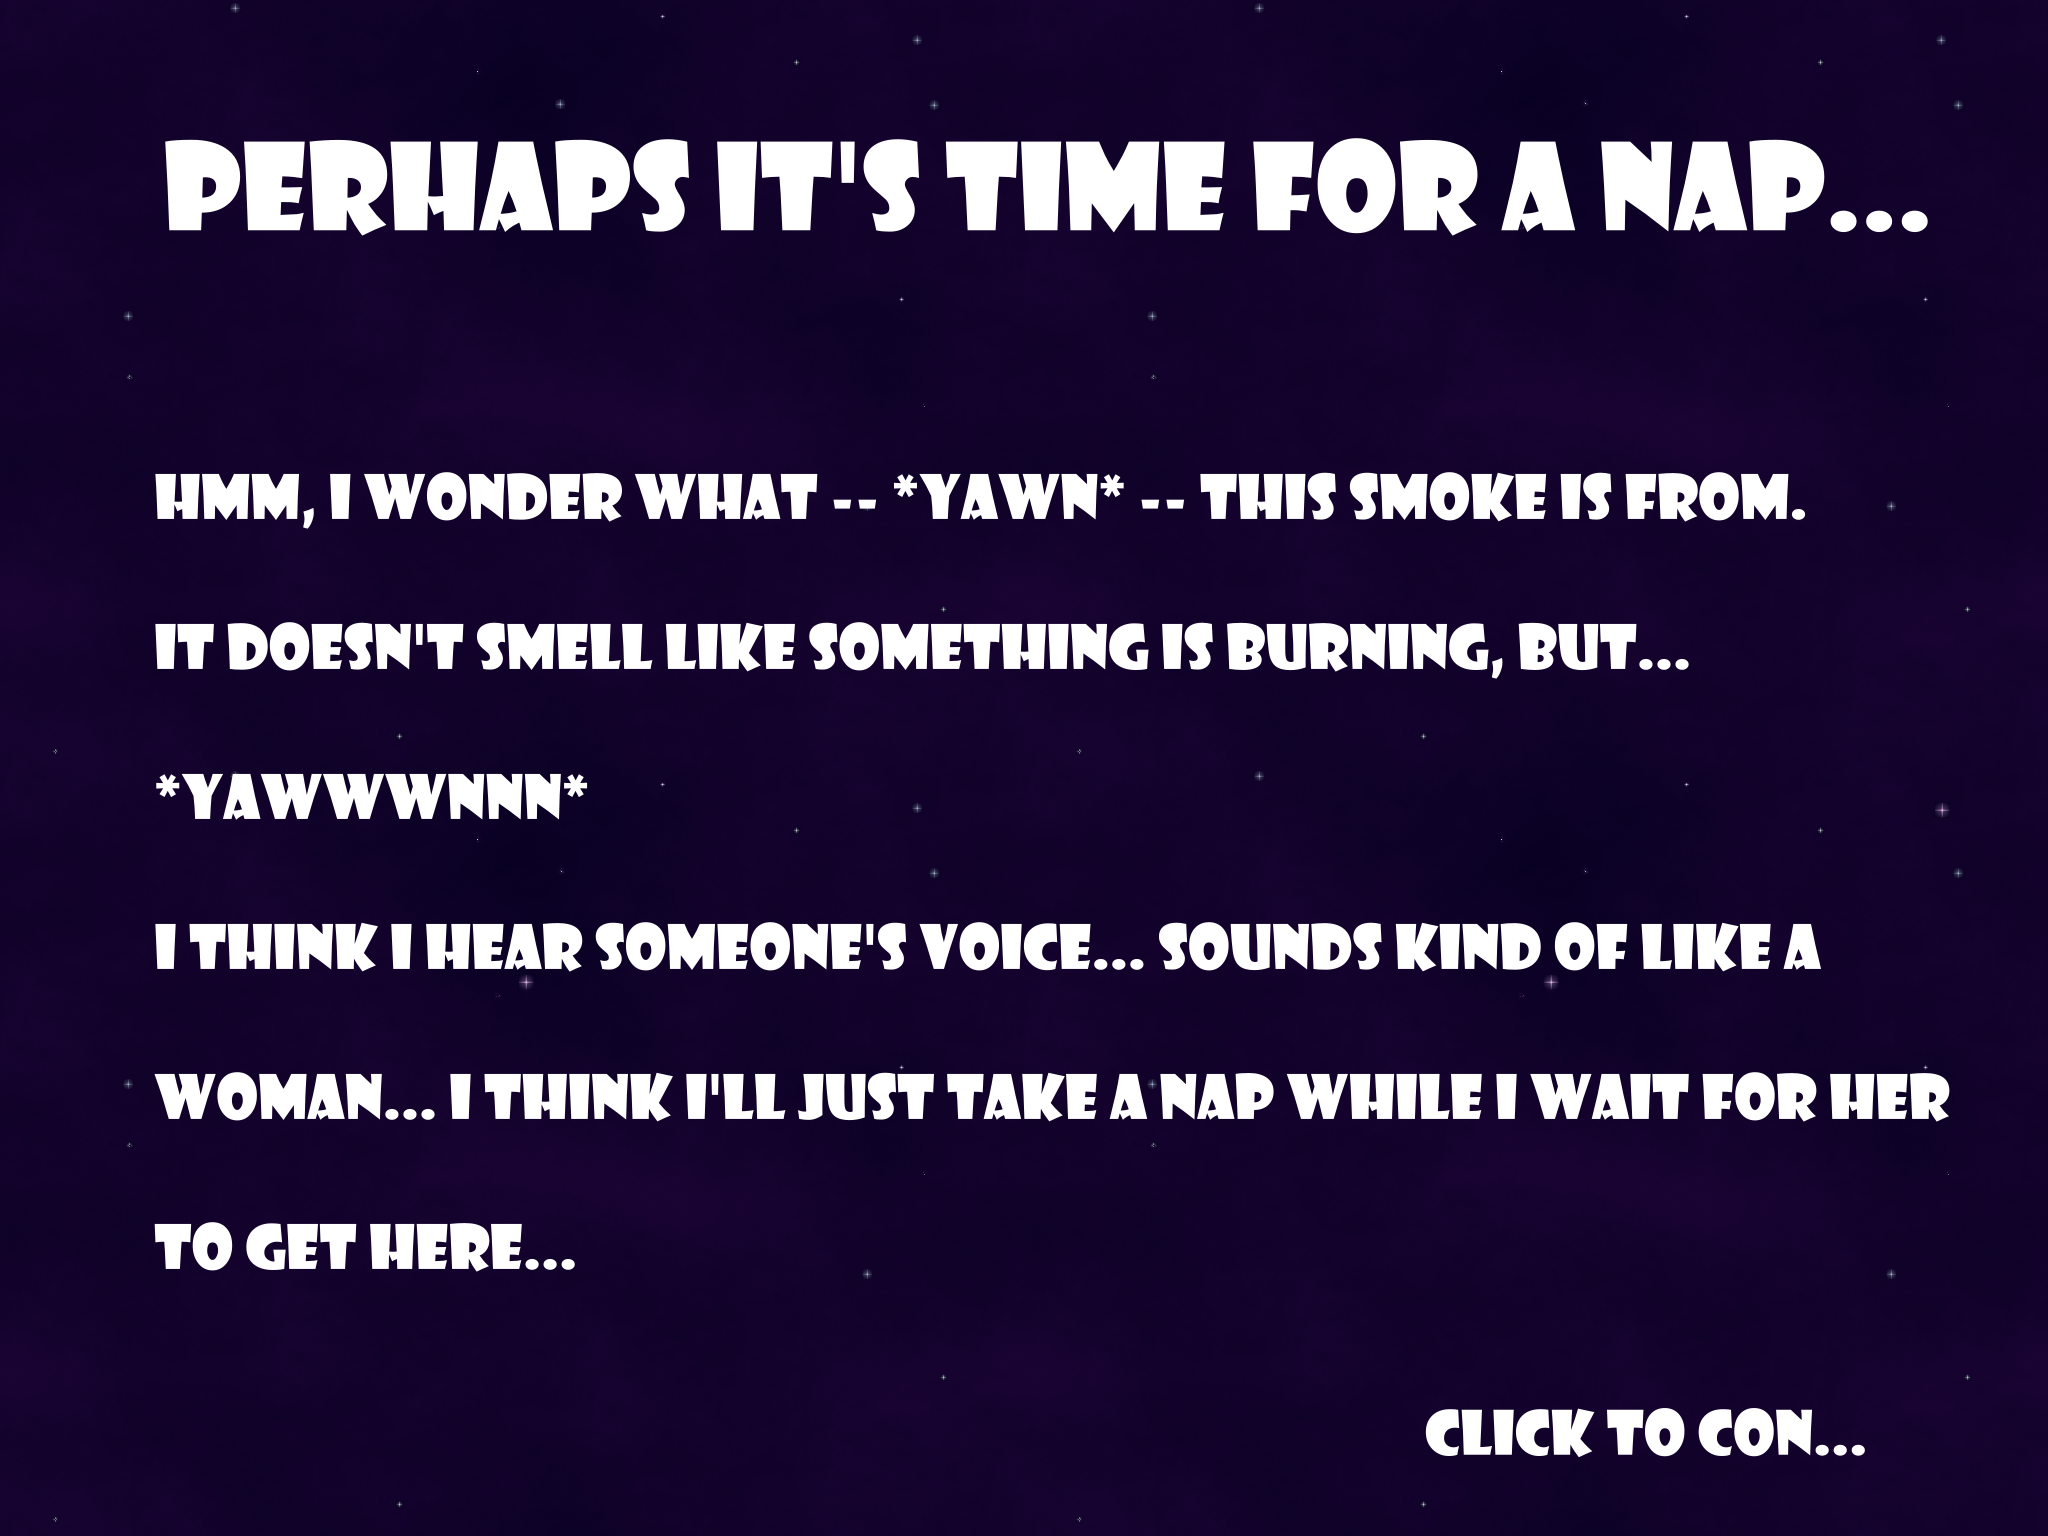 PERHAPS IT'S TIME FOR A NAP...
HMM, I WONDER WHAT -- *YAWN* -- THIS SMOKE IS FROM.
IT DOESN'T SMELL LIKE SOMETHING IS BURNING, BUT...
*YAWWWNNN*
I THINK I HEAR SOMEONE'S VOICE... SOUNDS KIND OF LIKE A
WOMAN... I THINK I'LL JUST TAKE A NAP WHILE I WAIT FOR HER
TO GET HERE...
CLICK TO CON...